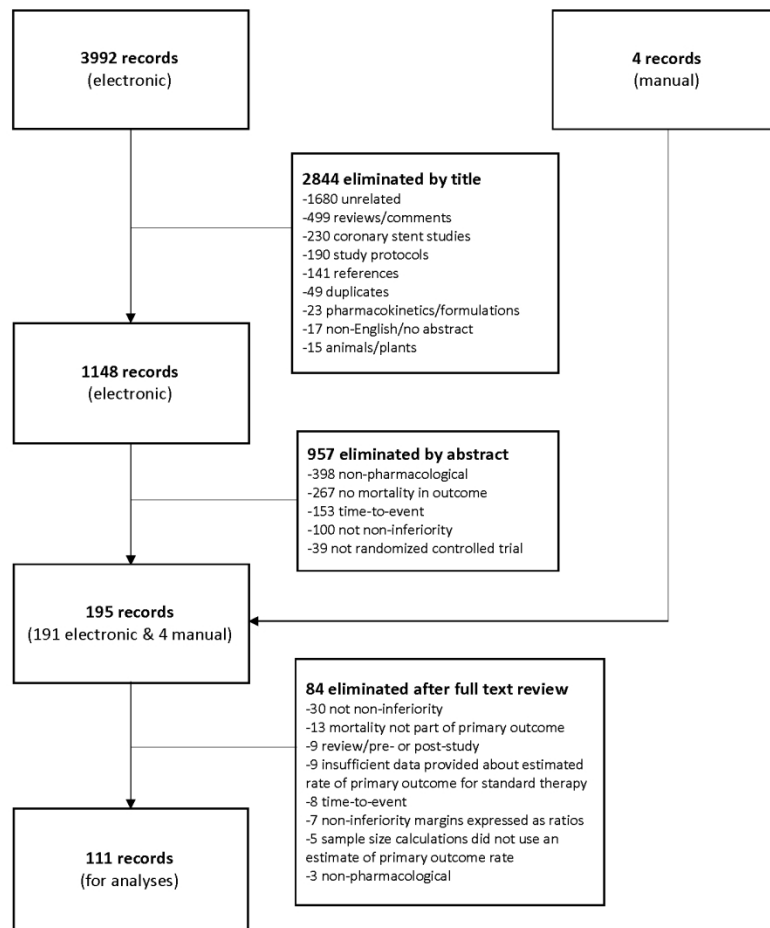 3992 records
(electronic)
4 records
(manual)
2844 eliminated by title
-1680 unrelated
-499 reviews/comments
-230 coronary stent studies
-190 study protocols
-141 references
-49 duplicates
-23 pharmacokinetics/formulations
-17 non-English/no abstract
-15 animals/plants
1148 records
(electronic)
957 eliminated by abstract
-398 non-pharmacological
-267 no mortality in outcome
-153 time-to-event
-100 not non-inferiority
-39 not randomized controlled trial
195 records
(191 electronic & 4 manual)
84 eliminated after full text review
-30 not non-inferiority
-13 mortality not part of primary outcome
-9 review/pre- or post-study
-9 insufficient data provided about estimated
rate of primary outcome for standard therapy
-8 time-to-event
-7 non-inferiority margins expressed as ratios
-5 sample size calculations did not use an
estimate of primary outcome rate
-3 non-pharmacological
111 records
(for analyses)